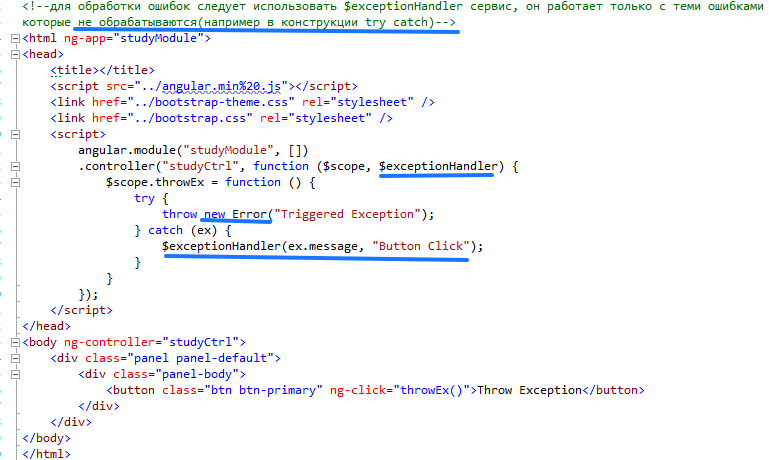 <!--для обработки ошибок следует использовать $exceptionHandler сервис, он работает только с теми ошибками
которые не обрабатываются(например в конструкции try catch)-->
<html ng-app="studyModule">
<head>
    <title></title>
    <script src="../angular.min%20.js"></script>
    <link href="../bootstrap-theme.css" rel="stylesheet" />
    <link href="../bootstrap.css" rel="stylesheet" />
    <script>
        angular.module("studyModule", [])
        .controller("studyCtrl", function ($scope, $exceptionHandler) {
            $scope.throwEx = function () {
                try {
                    throw new Error("Triggered Exception");
                } catch (ex) {
                    $exceptionHandler(ex.message, "Button Click");
                }
            }
        });
    </script>
</head>
<body ng-controller="studyCtrl">
    <div class="panel panel-default">
        <div class="panel-body">
            <button class="btn btn-primary" ng-click="throwEx()">Throw Exception</button>
        </div>
    </div>
</body>
</html>